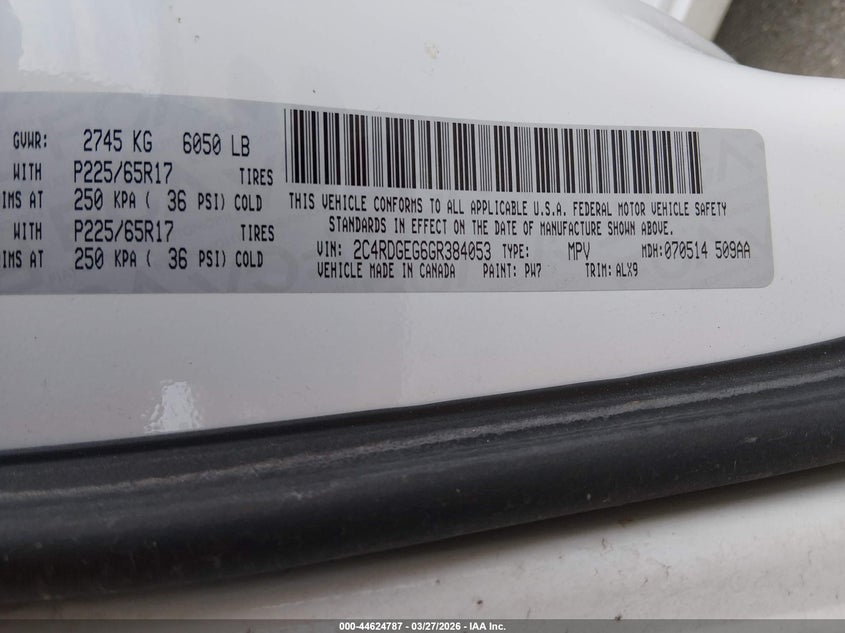 GVWR: 2745 KG 6050 LB
WITH P225/65R17 TIRES
IMS AT 250 KPA ( 36 PSI) COLD
WITH P225/65R17 TIRES
IMS AT 250 KPA ( 36 PSI) COLD
THIS VEHICLE CONFORMS TO ALL APPLICABLE U.S.A. FEDERAL MOTOR VEHICLE SAFETY
STANDARDS IN EFFECT ON THE DATE OF MANUFACTURE SHOWN ABOVE.
VIN: 2C4RDGEG6GR384053 TYPE: MPV MDH:070514 509AA
VEHICLE MADE IN CANADA PAINT: PW7 TRIM: ALX9
000-44624787 — 03/27/2026 — IAA Inc.